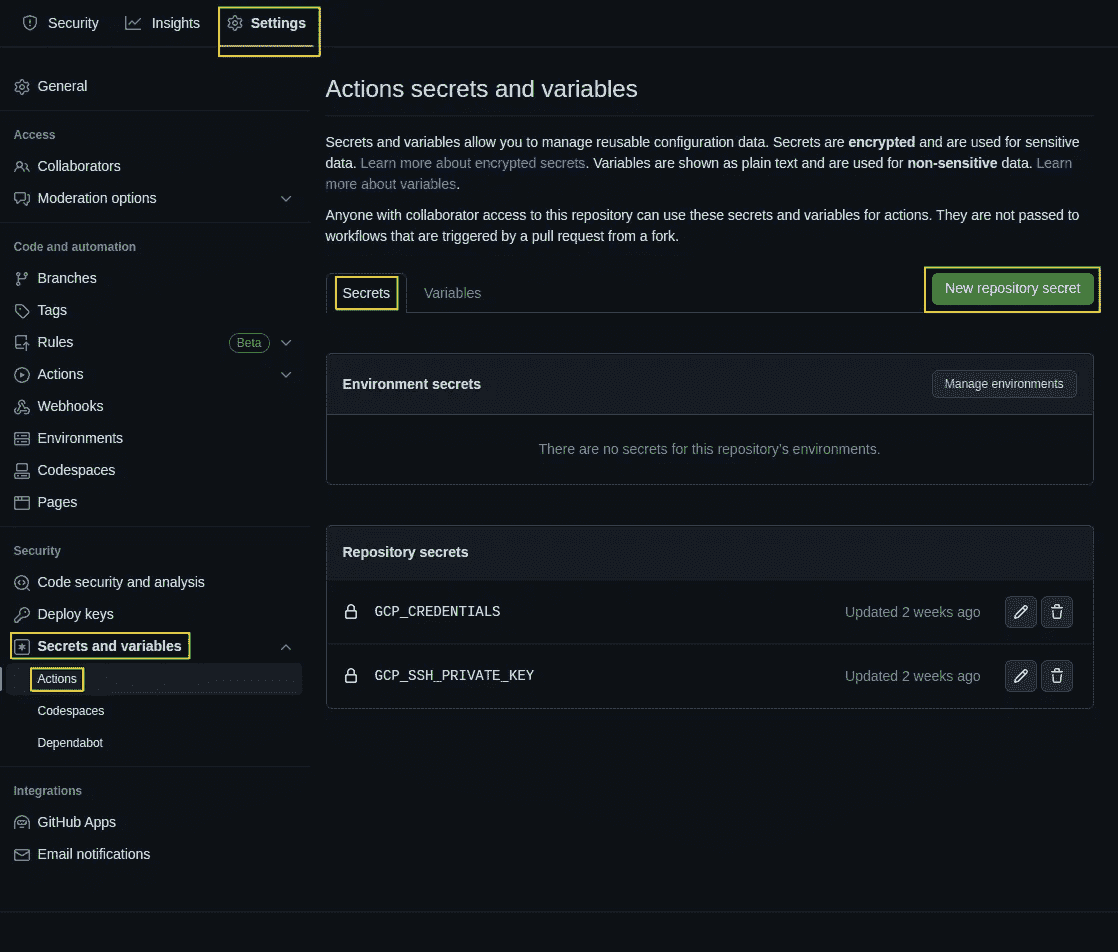 Security
Insights
Settings
General
Access
Collaborators
Moderation options
Code and automation
Branches
Tags
Rules
Beta
Actions
Webhooks
Environments
Codespaces
Pages
Security
Code security and analysis
Deploy keys
Secrets and variables
Actions
Codespaces
Dependabot
Integrations
GitHub Apps
Email notifications
Actions secrets and variables
Secrets and variables allow you to manage reusable configuration data. Secrets are encrypted and are used for sensitive
data. Learn more about encrypted secrets. Variables are shown as plain text and are used for non-sensitive data. Learn
more about variables.
Anyone with collaborator access to this repository can use these secrets and variables for actions. They are not passed to
workflows that are triggered by a pull request from a fork.
Secrets
Variables
New repository secret
Environment secrets
Manage environments
There are no secrets for this repository's environments.
Repository secrets
GCP_CREDENTIALS
Updated 2 weeks ago
GCP_SSH_PRIVATE_KEY
Updated 2 weeks ago